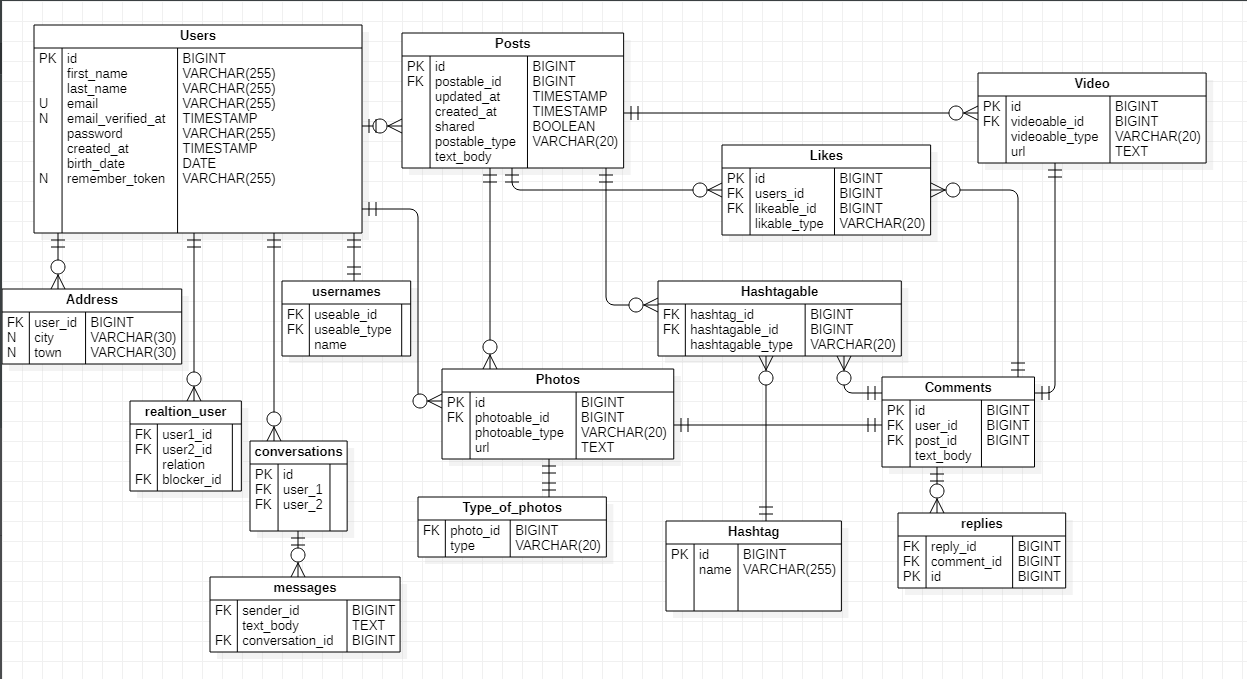 Users
PK id BIGINT
first_name VARCHAR(255)
last_name VARCHAR(255)
U email VARCHAR(255)
N email_verified_at TIMESTAMP
password VARCHAR(255)
created_at TIMESTAMP
birth_date DATE
N remember_token VARCHAR(255)
Posts
PK id BIGINT
FK postable_id BIGINT
updated_at TIMESTAMP
created_at TIMESTAMP
shared BOOLEAN
postable_type VARCHAR(20)
text_body
Video
PK id BIGINT
FK videoable_id BIGINT
videoable_type VARCHAR(20)
url TEXT
Likes
PK id BIGINT
FK users_id BIGINT
FK likeable_id BIGINT
likable_type VARCHAR(20)
Address
FK user_id BIGINT
N city VARCHAR(30)
N town VARCHAR(30)
usernames
FK useable_id
FK useable_type
name
Hashtagable
FK hashtag_id BIGINT
FK hashtagable_id BIGINT
hashtagable_type VARCHAR(20)
realtion_user
FK user1_id
FK user2_id
relation
FK blocker_id
Photos
PK id BIGINT
FK photoable_id BIGINT
photoable_type VARCHAR(20)
url TEXT
Comments
PK id BIGINT
FK user_id BIGINT
FK post_id BIGINT
text_body
conversations
PK id
FK user_1
FK user_2
Type_of_photos
FK photo_id BIGINT
type VARCHAR(20)
Hashtag
PK id BIGINT
name VARCHAR(255)
replies
FK reply_id BIGINT
FK comment_id BIGINT
PK id BIGINT
messages
FK sender_id BIGINT
text_body TEXT
FK conversation_id BIGINT